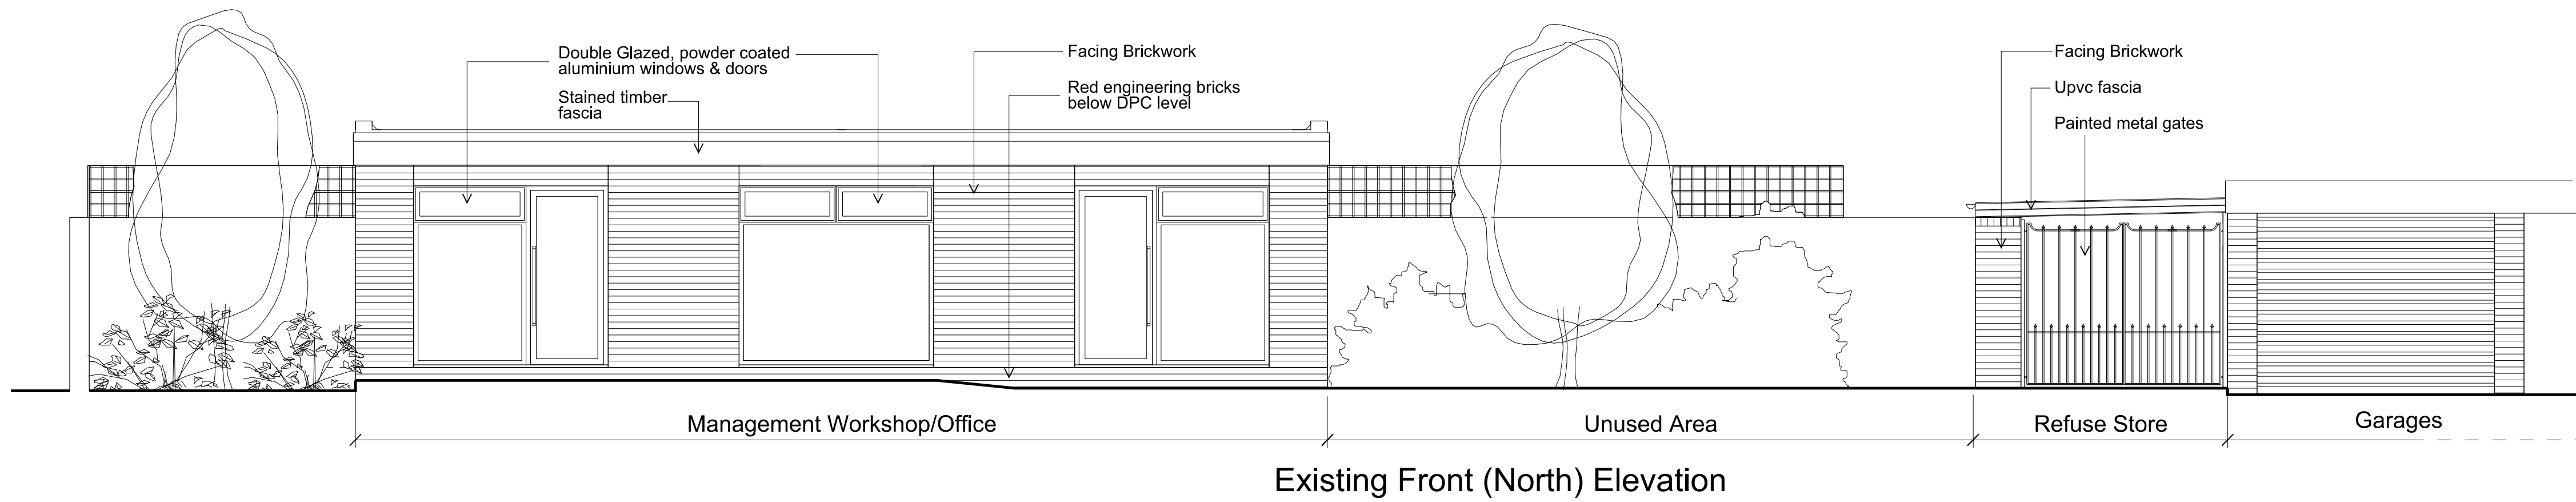 Double Glazed, powder coated
aluminium windows & doors
Stained timber
fascia
Facing Brickwork
Red engineering bricks
below DPC level
Facing Brickwork
Upvc fascia
Painted metal gates
Management Workshop/Office
Unused Area
Refuse Store
Garages
Existing Front (North) Elevation